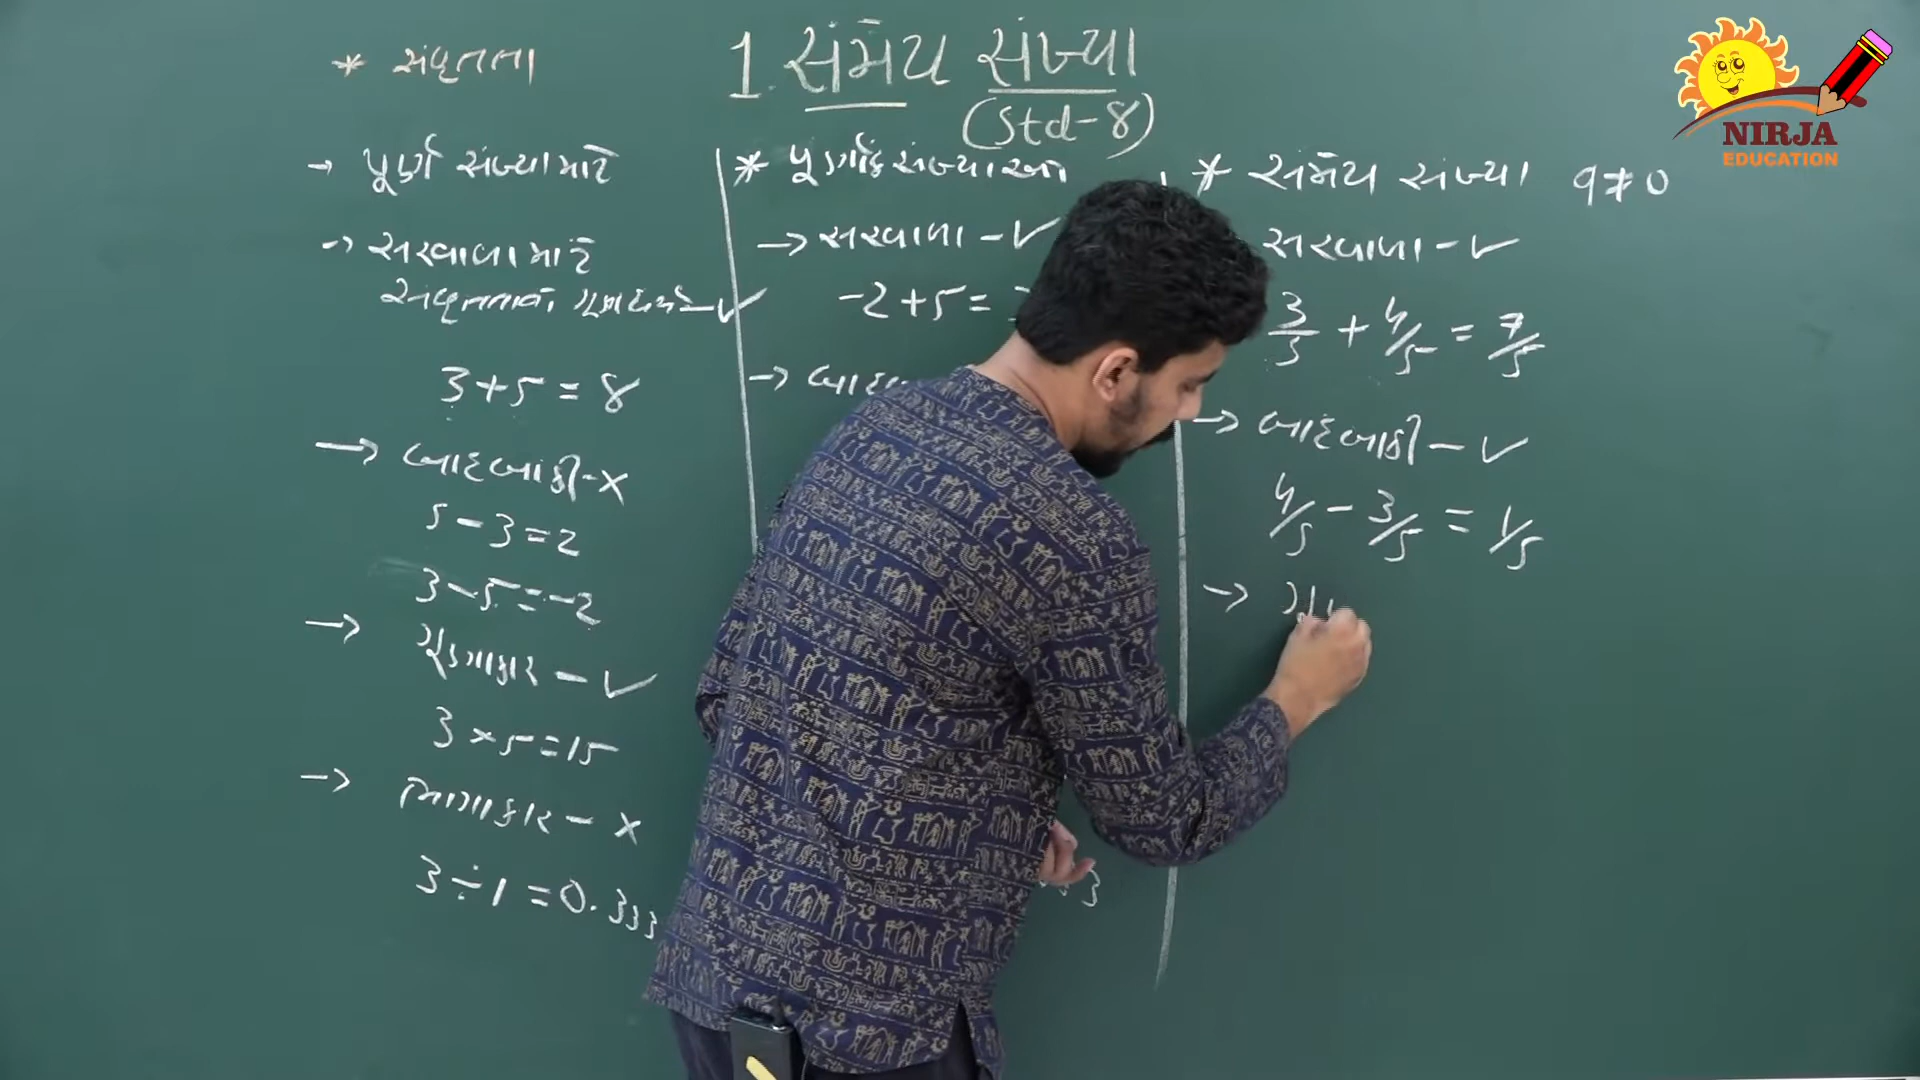 1. સંમેય સંખ્યા
(Std-8)
* સંવૃતતા
→ પૂર્ણ સંખ્યા માટે
→ સરવાળા માટે
સંવૃતતાનો ગુણધર્મ - ✓
3+5=8
→ બાદબાકી - ×
5-3=2
3-5=-2
→ ગુણાકાર - ✓
3×5=15
→ ભાગાકાર - ×
3÷1=0.333
* પૂર્ણાંક સંખ્યાઓ
→ સરવાળા - ✓
-2+5=
→ બાદ
3
* સંમેય સંખ્યા q≠0
સરવાળા - ✓
3/5 + 4/5 = 7/5
→ બાદબાકી - ✓
4/5 - 3/5 = 1/5
→ ગુ
NIRJA
EDUCATION